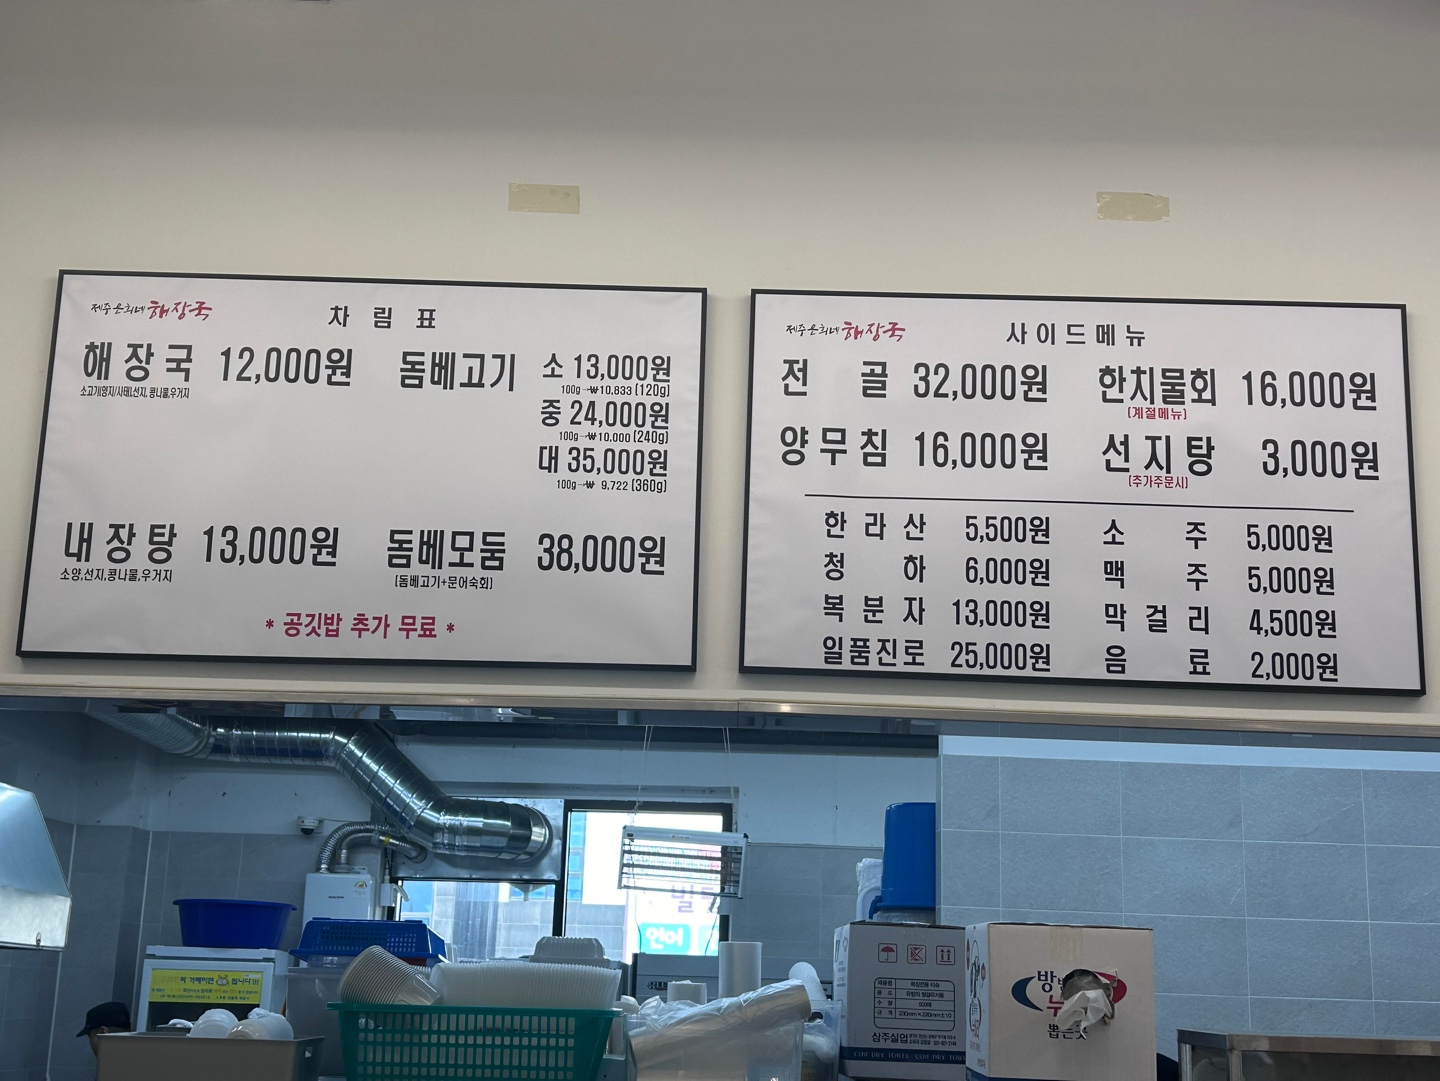 제주은희네 해장국
차림표
해장국 12,000원
소고기(양지/사태),선지,콩나물,우거지
돔베고기 소 13,000원
100g→₩10.833 (120g)
중 24,000원
100g→₩10.000 (240g)
대 35,000원
100g→₩ 9.722 (360g)
내장탕 13,000원
소양,선지,콩나물,우거지
돔베모둠 38,000원
(돔베고기+문어숙회)
* 공깃밥 추가 무료 *
제주은희네 해장국
사이드메뉴
전골 32,000원
한치물회 16,000원
(계절메뉴)
양무침 16,000원
선지탕 3,000원
(추가주문시)
한라산 5,500원
소주 5,000원
청하 6,000원
맥주 5,000원
복분자 13,000원
막걸리 4,500원
일품진로 25,000원
음료 2,000원
언어
삼주실업
뽑는곳